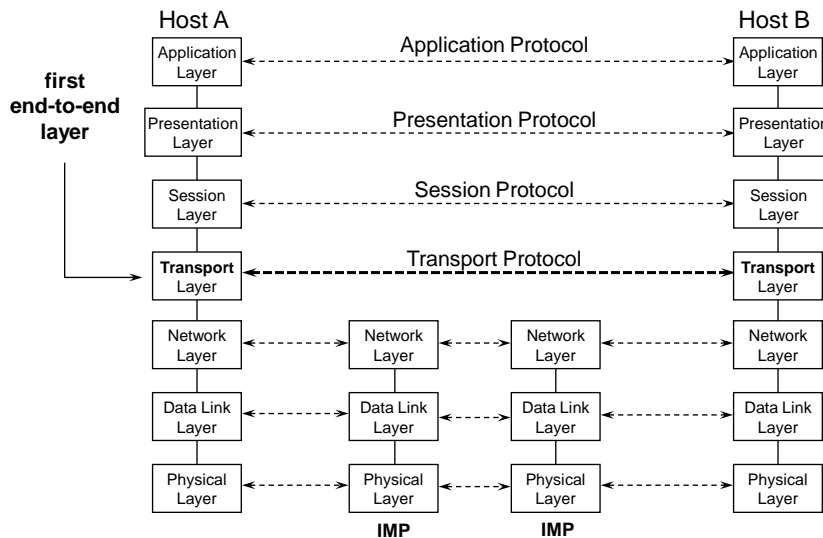 Host A
Host B
Application
Layer
Application Protocol
Application
Layer
first
end-to-end
layer
Presentation
Layer
Presentation Protocol
Presentation
Layer
Session
Layer
Session Protocol
Session
Layer
Transport
Layer
Transport Protocol
Transport
Layer
Network
Layer
Network
Layer
Network
Layer
Network
Layer
Data Link
Layer
Data Link
Layer
Data Link
Layer
Data Link
Layer
Physical
Layer
Physical
Layer
Physical
Layer
Physical
Layer
IMP
IMP